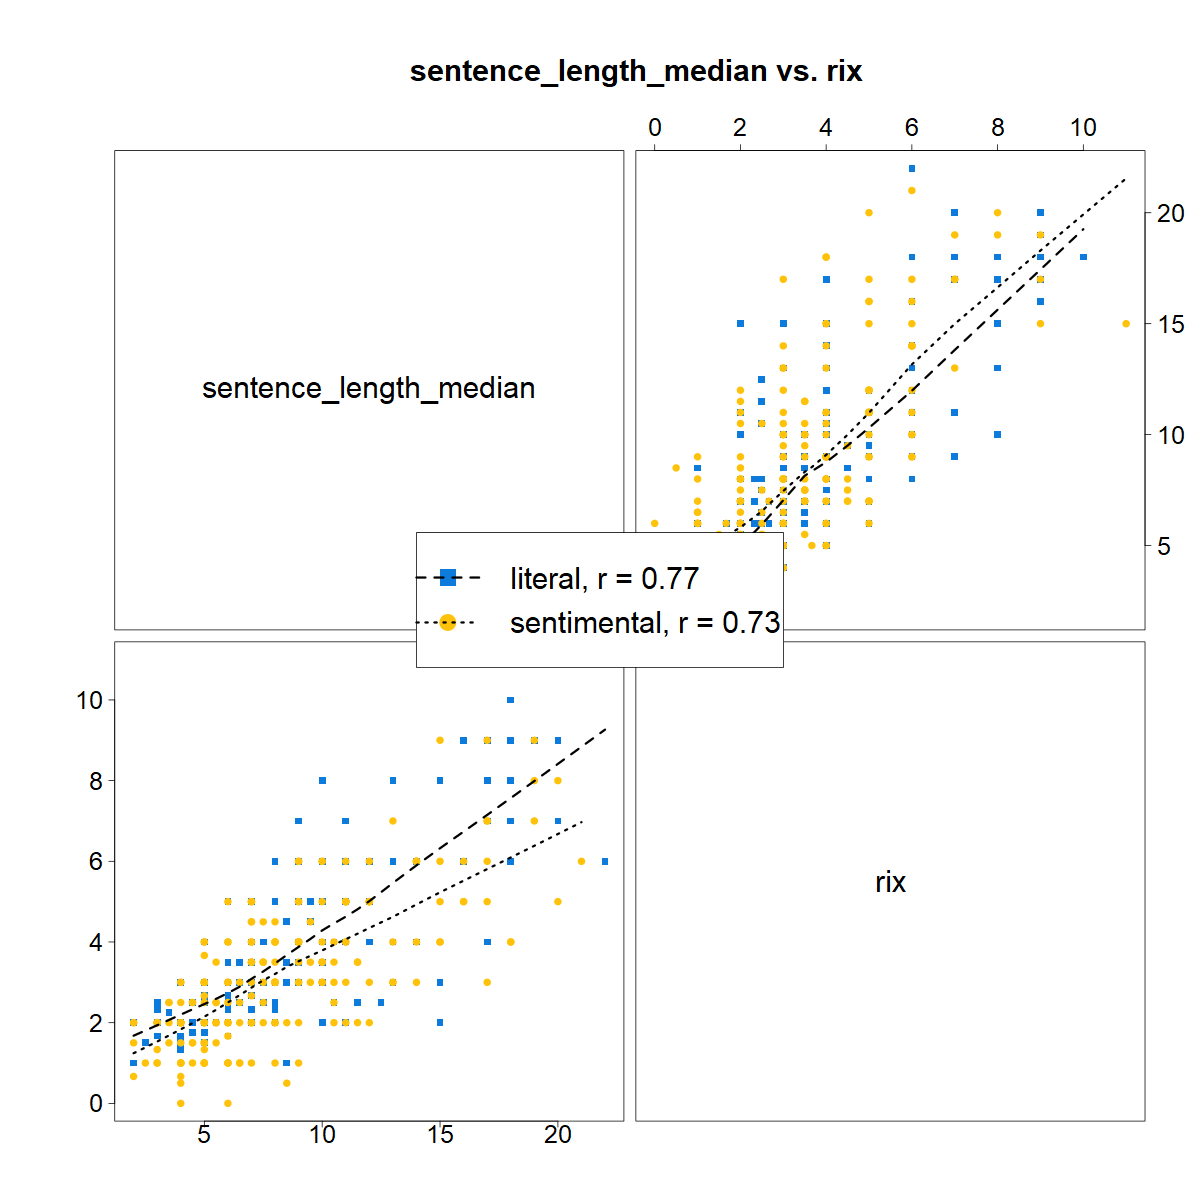 sentence_length_median vs. rix
0 2 4 6 8 10
sentence_length_median
20
15
10
5
literal, r = 0.77
sentimental, r = 0.73
10
8
6
4
2
0
rix
5 10 15 20